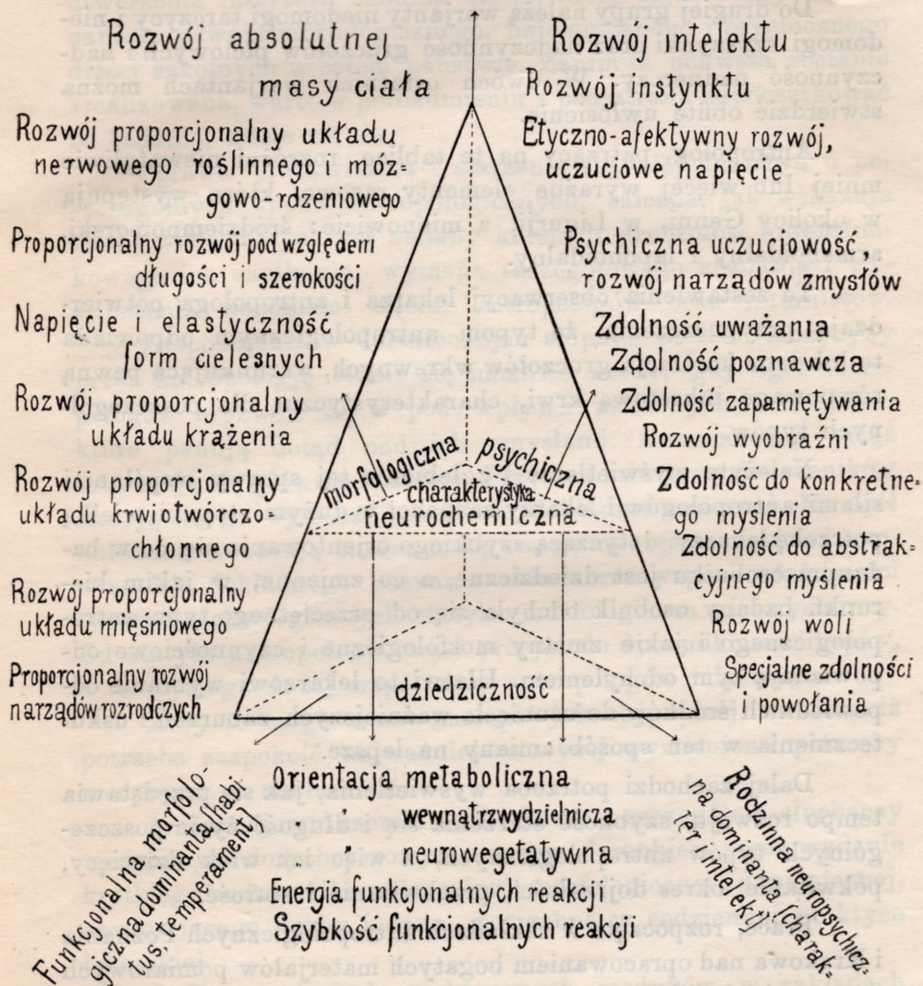 Rozwój absolutnej
masy ciała
Rozwój proporcjonalny układu
nerwowego roślinnego i móz=
gowo-rdzeniowego
Proporcjonalny rozwój pod względem
długości i szerokości
Napięcie i elastyczność
form cielesnych
Rozwój proporcjonalny
układu krążenia
Rozwój proporcjonalny
układu krwiotwórczo=
chłonnego
Rozwój proporcjonalny
układu mięśniowego
Proporcjonalny rozwój
narządów rozrodczych
Rozwój intelektu
Rozwój instynktu
Etyczno-afektywny rozwój,
uczuciowe napięcie
Psychiczna uczuciowość,
rozwój narządów zmysłów
Zdolność uważania
Zdolność poznawcza
Zdolność zapamiętywania
Rozwój wyobraźni
Zdolność do konkretne=
go myślenia
Zdolność do abstrak=
cyjnego myślenia
Rozwój woli
Specjalne zdolności
i powołania
morfologiczna
psychiczna
charakterystyka
neurochemiczna
dziedziczność
Funkcjonalna, morfolo-
giczna dominanta (habi
tus, temperament)
Orientacja metaboliczna
" wewnątrzwydzielnicza
" neurowegetatywna
Energia funkcjonalnych reakcji
Szybkość funkcjonalnych reakcji
Rodzinna neuropsychicz-
na dominanta (charak=
ter i intelekt)